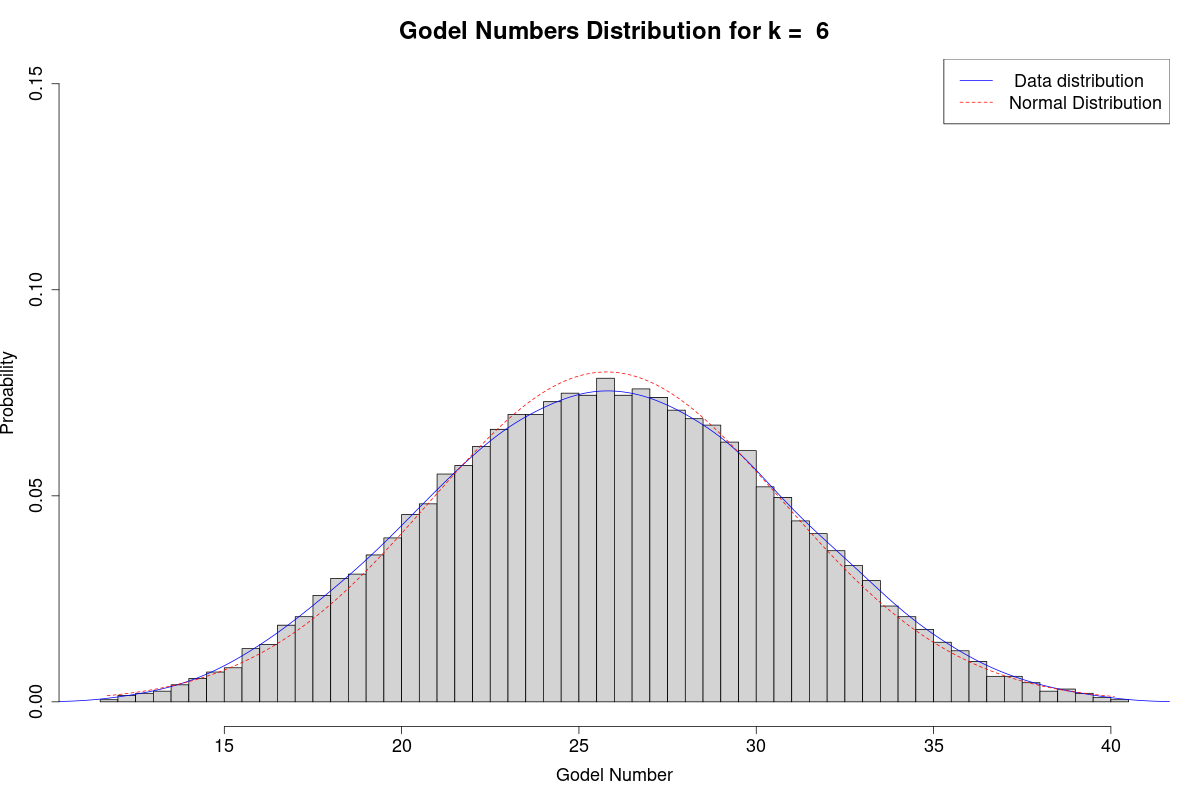 Godel Numbers Distribution for k =  6
Data distribution
Normal Distribution
0.15
0.10
0.05
0.00
Probability
15 20 25 30 35 40
Godel Number